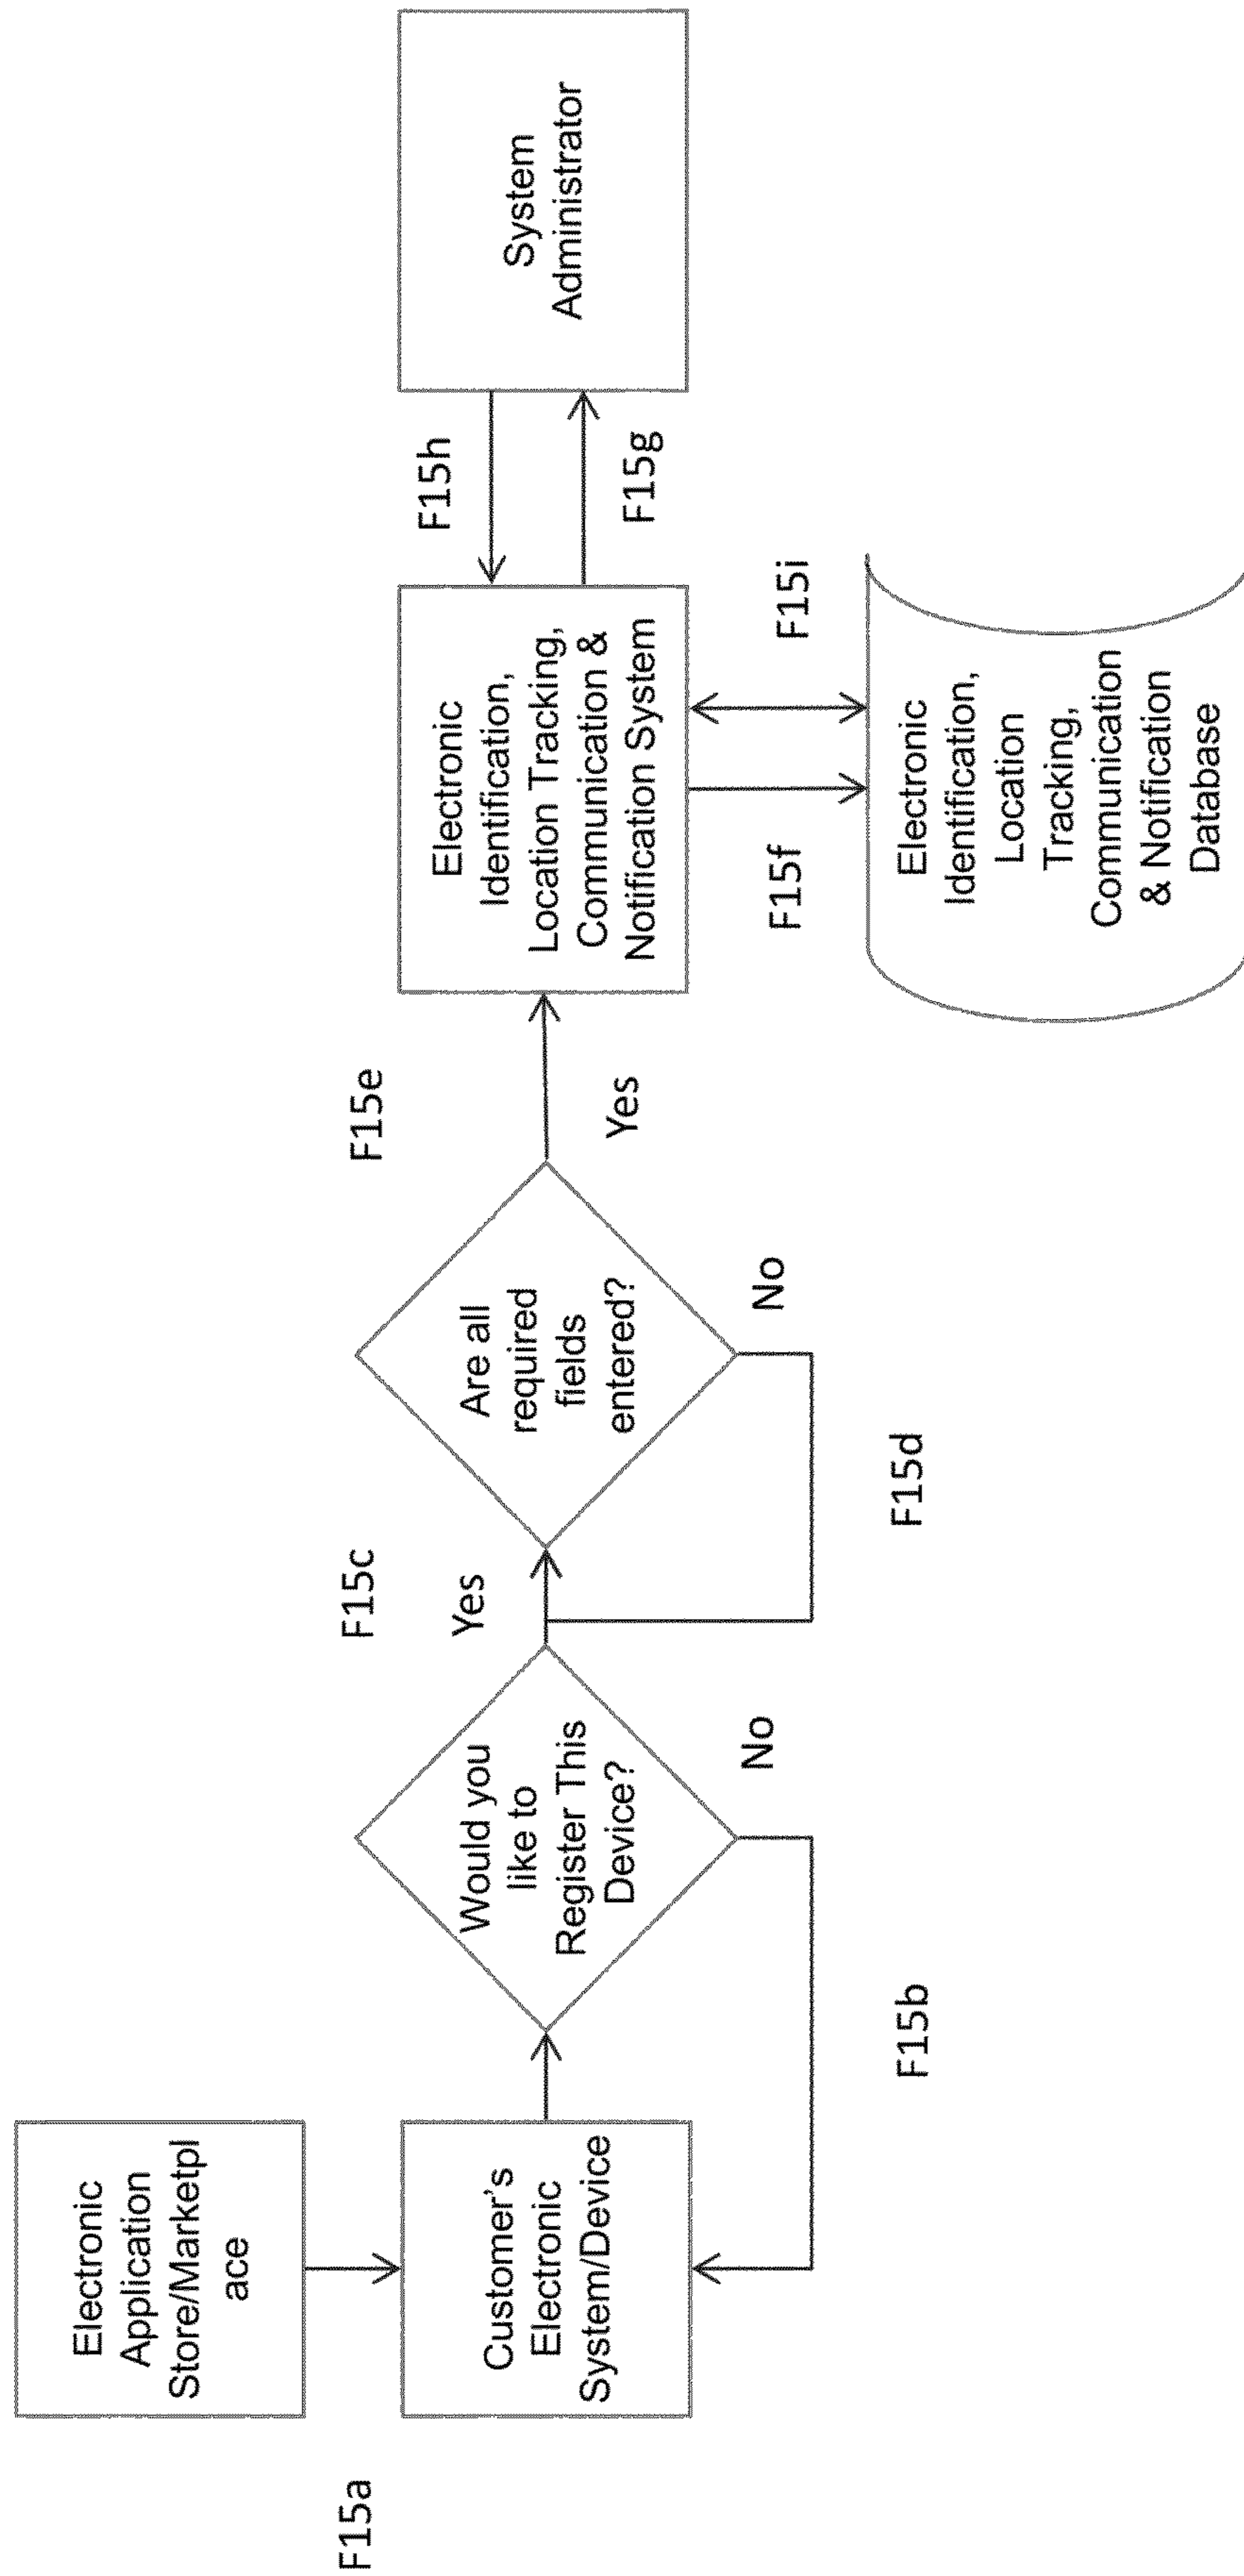 F15a
Electronic
Application
Store/Marketpl
ace
Customer's
Electronic
System/Device
F15b
No
Would you
like to
Register This
Device?
F15c
Yes
F15d
No
Are all
required
fields
entered?
F15e
Yes
Electronic
Identification,
Location Tracking,
Communication &
Notification System
F15f
F15i
Electronic
Identification,
Location
Tracking,
Communication
& Notification
Database
F15h
F15g
System
Administrator